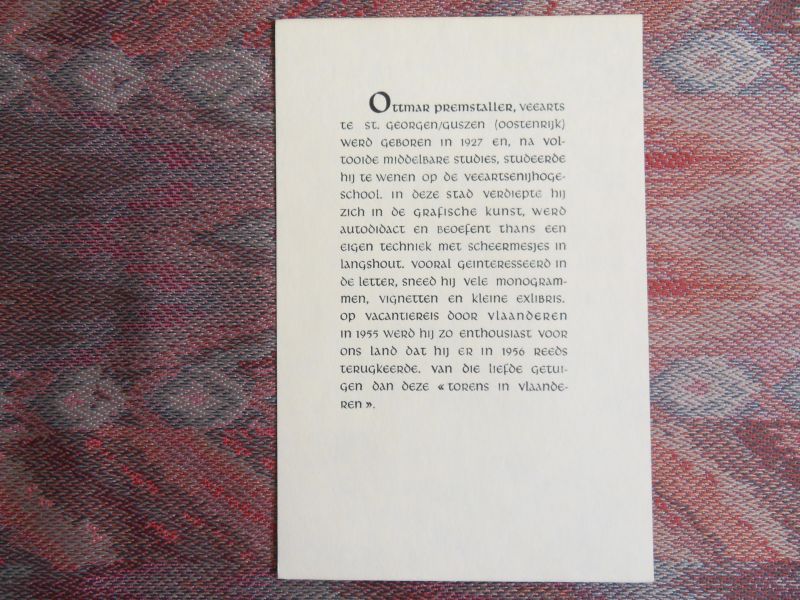 Ottmar Premstaller, veearts
te St. Georgen/Guszen (Oostenrijk)
werd geboren in 1927 en, na vol-
tooide middelbare studies, studeerde
hij te Wenen op de veeartsenijhoge-
school. In deze stad verdiepte hij
zich in de grafische kunst, werd
autodidact en beoefent thans een
eigen techniek met scheermesjes in
langshout. Vooral geinteresseerd in
de letter, sneed hij vele monogram-
men, vignetten en kleine exlibris.
Op vacantiereis door Vlaanderen
in 1955 werd hij zo enthousiast voor
ons land dat hij er in 1956 reeds
terugkeerde. Van die liefde getui-
gen dan deze « Torens in Vlaande-
ren ».